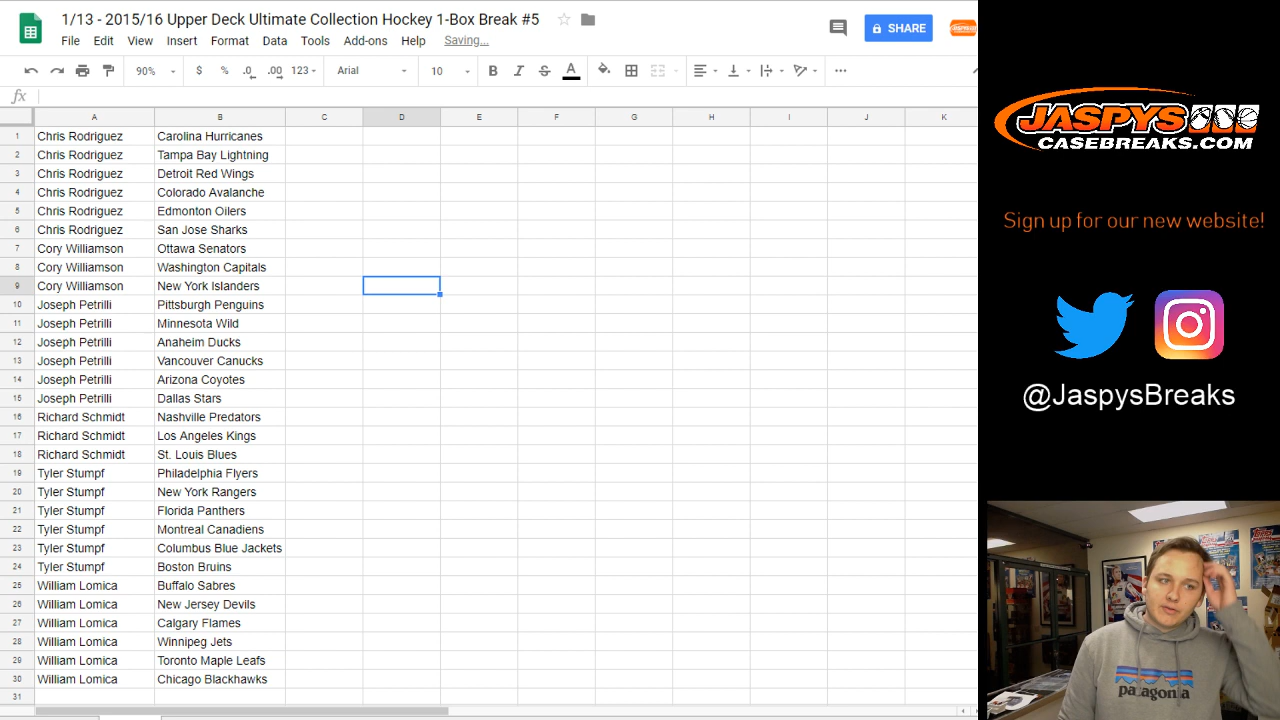 1/13 - 2015/16 Upper Deck Ultimate Collection Hockey 1-Box Break #5
File Edit View Insert Format Data Tools Add-ons Help Saving...
SHARE
90% $ % .0 .00 123 Arial 10 B I S A
fx
A B C D E F G H I J K
1 Chris Rodriguez Carolina Hurricanes
2 Chris Rodriguez Tampa Bay Lightning
3 Chris Rodriguez Detroit Red Wings
4 Chris Rodriguez Colorado Avalanche
5 Chris Rodriguez Edmonton Oilers
6 Chris Rodriguez San Jose Sharks
7 Cory Williamson Ottawa Senators
8 Cory Williamson Washington Capitals
9 Cory Williamson New York Islanders
10 Joseph Petrilli Pittsburgh Penguins
11 Joseph Petrilli Minnesota Wild
12 Joseph Petrilli Anaheim Ducks
13 Joseph Petrilli Vancouver Canucks
14 Joseph Petrilli Arizona Coyotes
15 Joseph Petrilli Dallas Stars
16 Richard Schmidt Nashville Predators
17 Richard Schmidt Los Angeles Kings
18 Richard Schmidt St. Louis Blues
19 Tyler Stumpf Philadelphia Flyers
20 Tyler Stumpf New York Rangers
21 Tyler Stumpf Florida Panthers
22 Tyler Stumpf Montreal Canadiens
23 Tyler Stumpf Columbus Blue Jackets
24 Tyler Stumpf Boston Bruins
25 William Lomica Buffalo Sabres
26 William Lomica New Jersey Devils
27 William Lomica Calgary Flames
28 William Lomica Winnipeg Jets
29 William Lomica Toronto Maple Leafs
30 William Lomica Chicago Blackhawks
31
JASPYS
CASEBREAKS.COM
Sign up for our new website!
@JaspysBreaks
patagonia